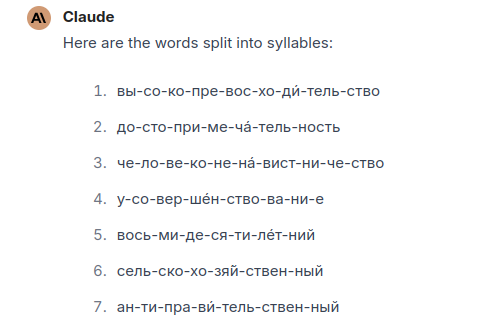 Claude
Here are the words split into syllables:
1. вы-со-ко-пре-вос-хо-ди́-тель-ство
2. до-сто-при-ме-ча́-тель-ность
3. че-ло-ве-ко-не-на́-вист-ни-че-ство
4. у-со-вер-ше́н-ство-ва-ни-е
5. вось-ми-де-ся-ти-ле́т-ний
6. сель-ско-хо-зя́й-ствен-ный
7. ан-ти-пра-ви́-тель-ствен-ный